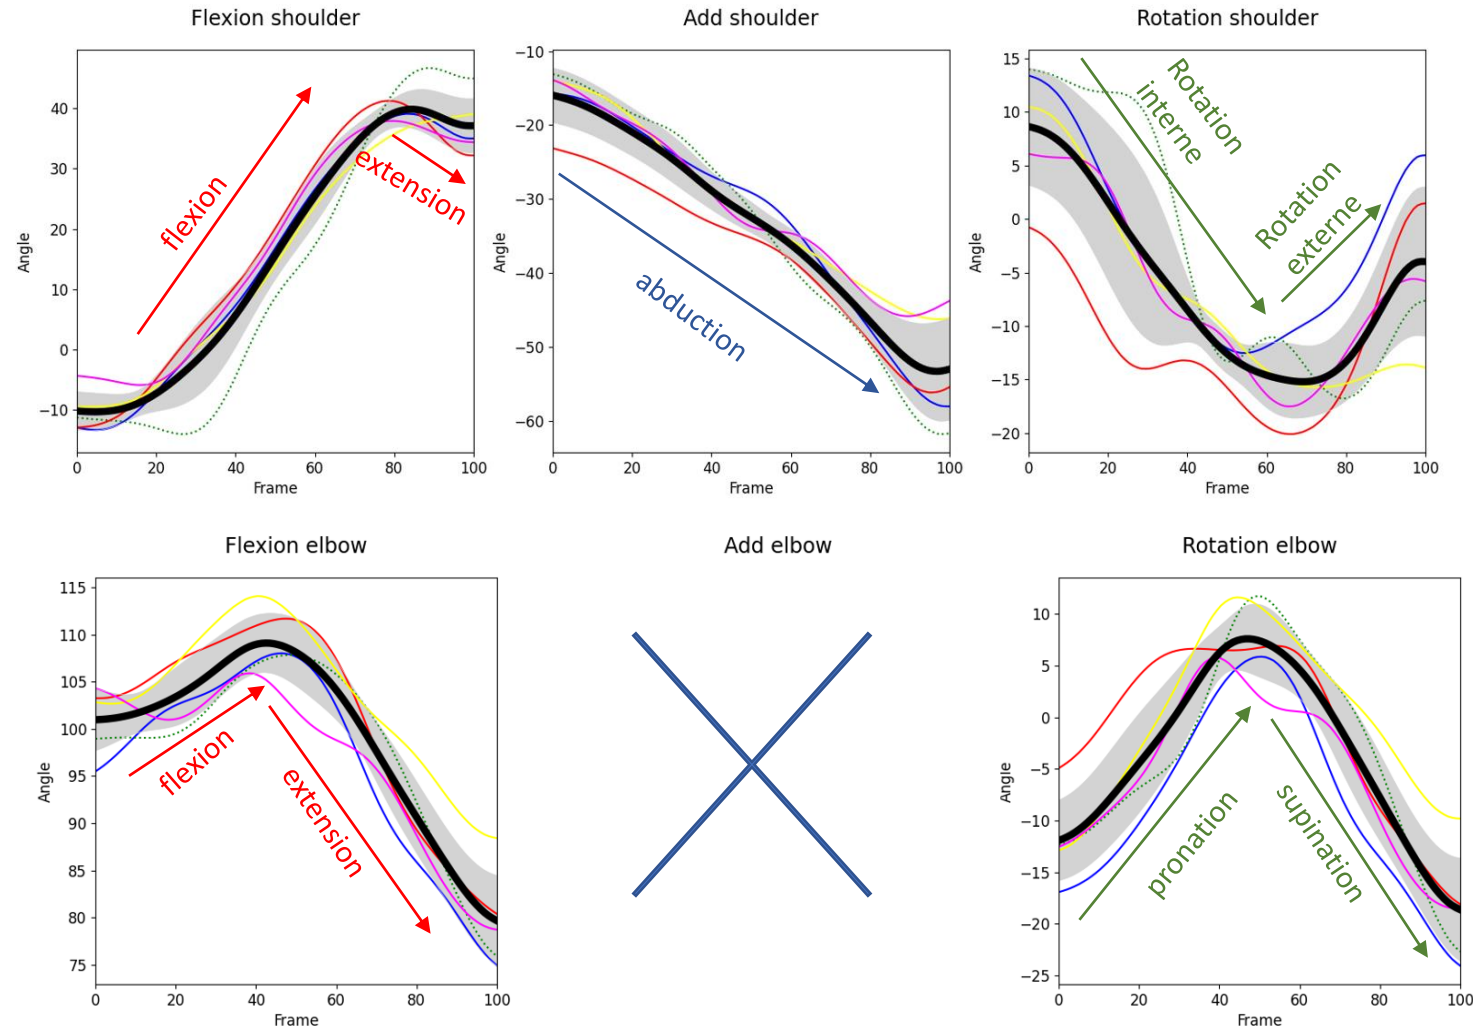 Flexion shoulder
Add shoulder
Rotation shoulder
40
30
20
10
0
−10
Angle
0 20 40 60 80 100
Frame
flexion
extension
−10
−20
−30
−40
−50
−60
Angle
0 20 40 60 80 100
Frame
abduction
15
10
5
0
−5
−10
−15
−20
Angle
0 20 40 60 80 100
Frame
Rotation
interne
Rotation
externe
Flexion elbow
Add elbow
Rotation elbow
115
110
105
100
95
90
85
80
75
Angle
0 20 40 60 80 100
Frame
flexion
extension
10
5
0
−5
−10
−15
−20
−25
Angle
0 20 40 60 80 100
Frame
pronation
supination